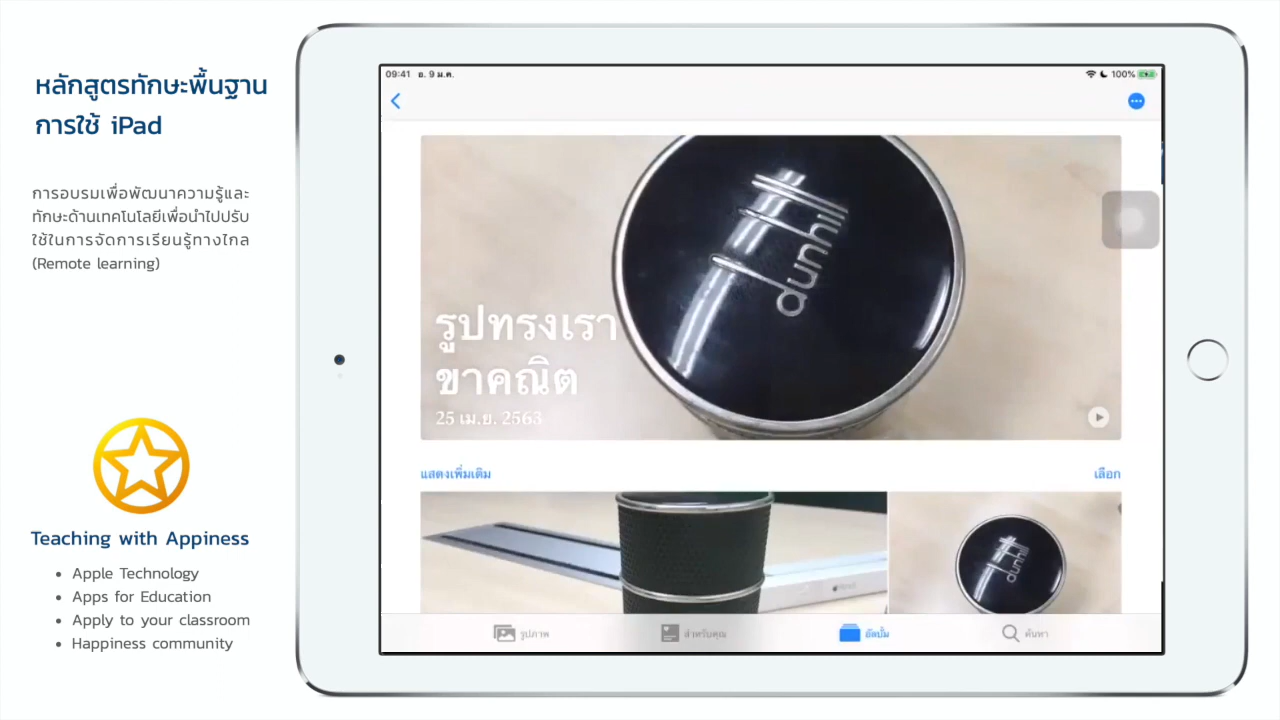 หลักสูตรทักษะพื้นฐาน
การใช้ iPad
การอบรมเพื่อพัฒนาความรู้และ
ทักษะด้านเทคโนโลยีเพื่อนำไปปรับ
ใช้ในการจัดการเรียนรู้ทางไกล
(Remote learning)
Teaching with Appiness
• Apple Technology
• Apps for Education
• Apply to your classroom
• Happiness community
09:41 อ. 9 ม.ค.
100%
dunhill
รูปทรงเรา
ขาคณิต
25 เม.ย. 2563
แสดงเพิ่มเติม
เลือก
dunhill
รูปภาพ
สำหรับคุณ
อัลบั้ม
ค้นหา